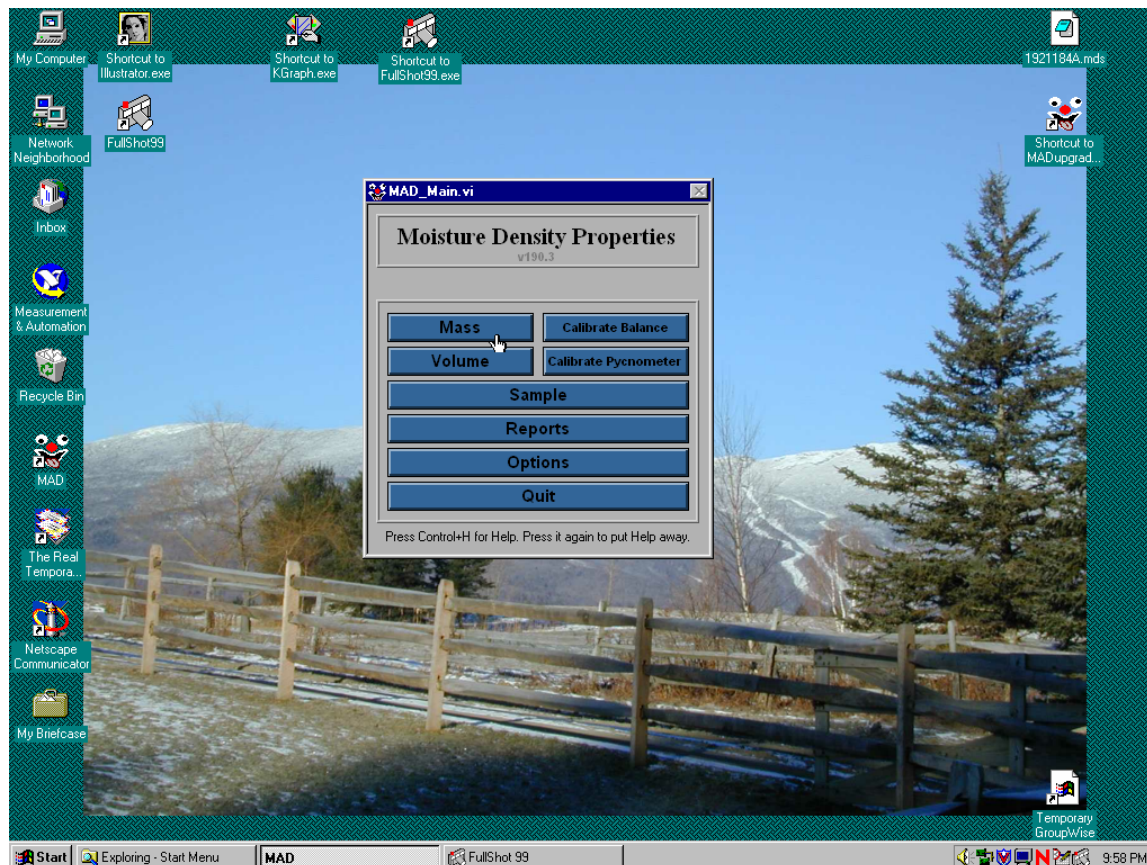 My Computer
Shortcut to
Illustrator.exe
Shortcut to
KGraph.exe
Shortcut to
FullShot99.exe
1921184A.mds
Network
Neighborhood
FullShot99
Shortcut to
MADupgrad...
Inbox
Measurement
& Automation
Recycle Bin
MAD
The Real
Tempora...
Netscape
Communicator
My Briefcase
MAD_Main.vi
Moisture Density Properties
v190.3
Mass
Calibrate Balance
Volume
Calibrate Pycnometer
Sample
Reports
Options
Quit
Press Control+H for Help. Press it again to put Help away.
Temporary
GroupWise
Start
Exploring - Start Menu
MAD
FullShot 99
N
9:58 PM